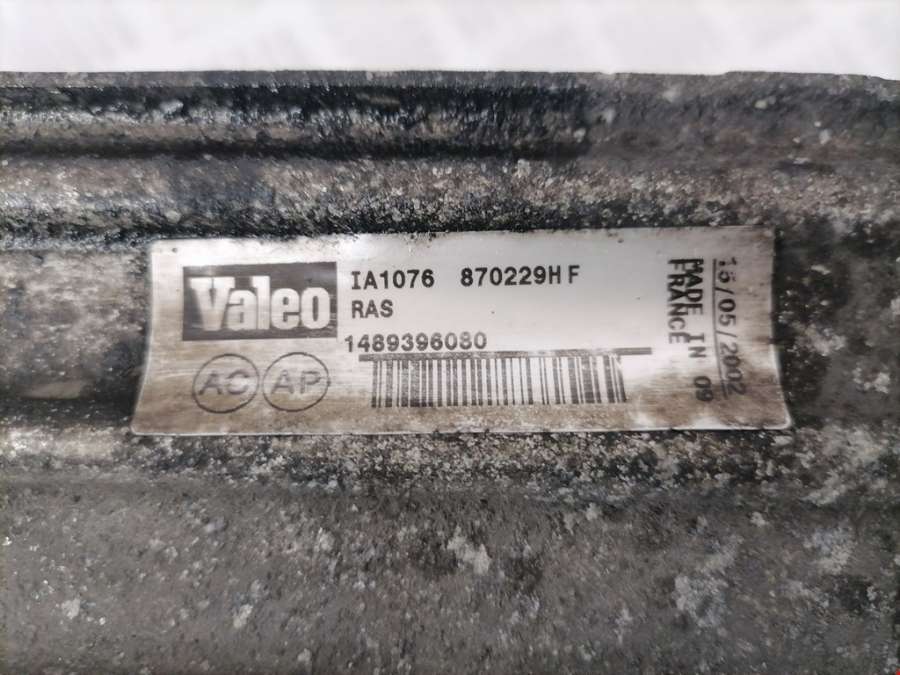 Valeo
IA1076 870229H F
RAS
1489396080
AC AP
MADE IN
FRANCE
15/05/2002
09